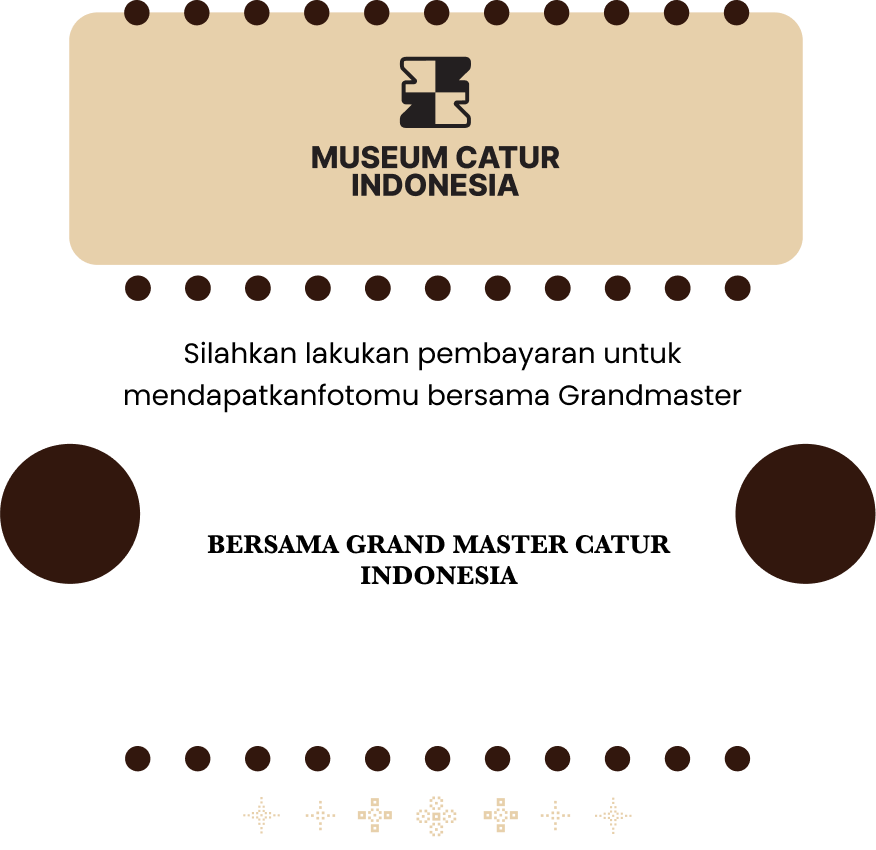 MUSEUM CATUR
INDONESIA
Silahkan lakukan pembayaran untuk
mendapatkanfotomu bersama Grandmaster
BERSAMA GRAND MASTER CATUR
INDONESIA